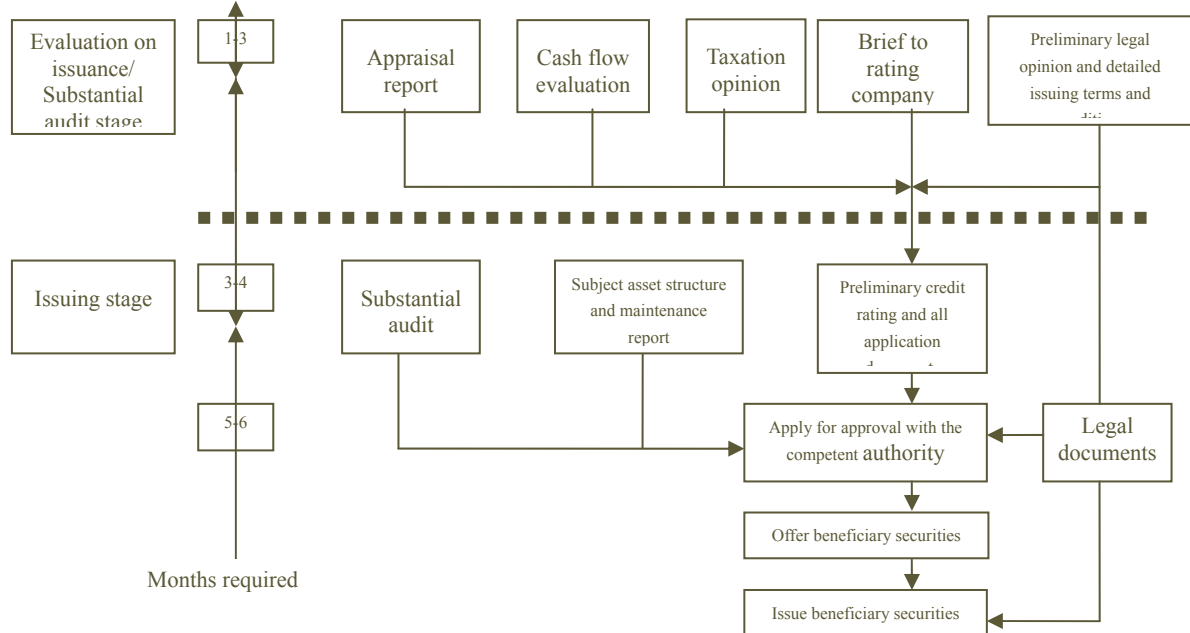 Evaluation on
issuance/
Substantial
audit stage
1-3
Appraisal
report
Cash flow
evaluation
Taxation
opinion
Brief to
rating
company
Preliminary legal
opinion and detailed
issuing terms and
Issuing stage
3-4
Substantial
audit
Subject asset structure
and maintenance
report
Preliminary credit
rating and all
application
5-6
Apply for approval with the
competent authority
Legal
documents
Offer beneficiary securities
Months required
Issue beneficiary securities